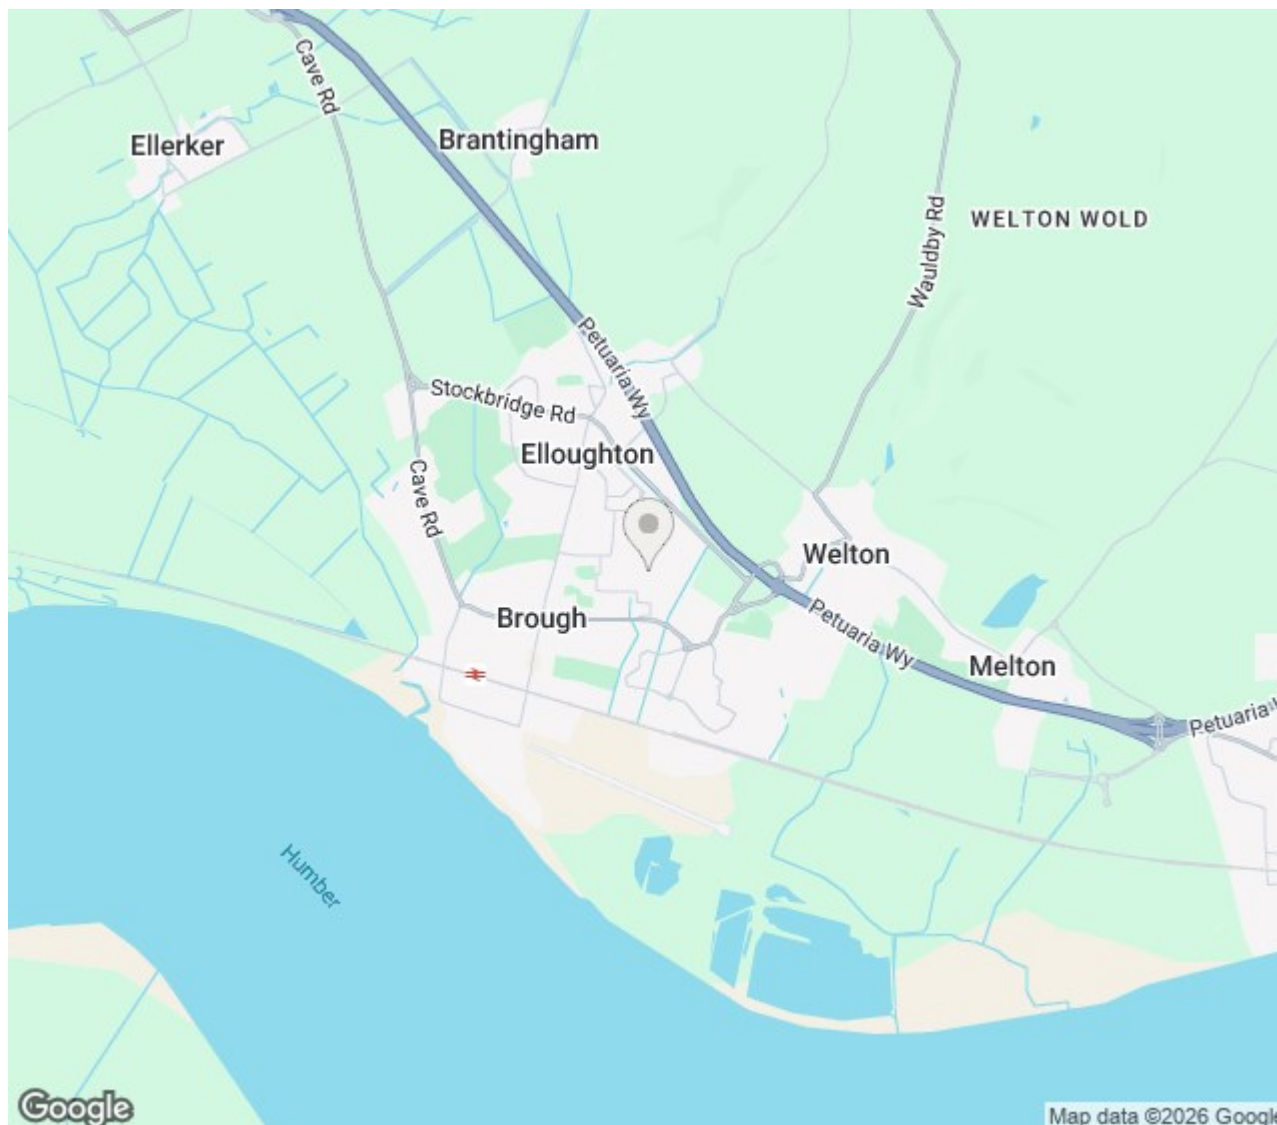 Cave Rd
Ellerker
Brantingham
WELTON WOLD
Wauldby Rd
Petuaria Wy
Stockbridge Rd
Elloughton
Cave Rd
Welton
Brough
Petuaria Wy
Melton
Petuaria
Humber
Google
Map data ©2026 Google